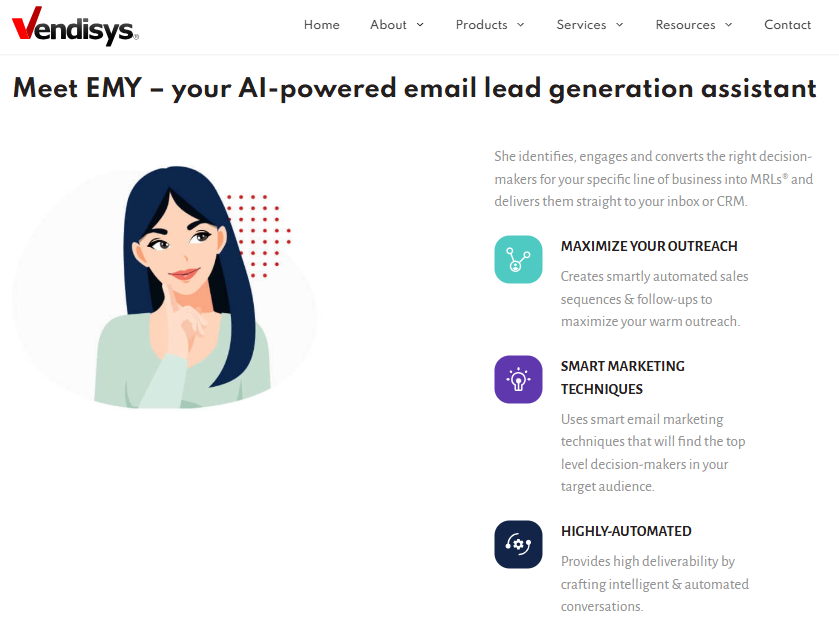 Vendisys®
Home About Products Services Resources Contact
Meet EMY – your AI-powered email lead generation assistant
She identifies, engages and converts the right decision-
makers for your specific line of business into MRLs® and
delivers them straight to your inbox or CRM.
MAXIMIZE YOUR OUTREACH
Creates smartly automated sales
sequences & follow-ups to
maximize your warm outreach.
SMART MARKETING
TECHNIQUES
Uses smart email marketing
techniques that will find the top
level decision-makers in your
target audience.
HIGHLY-AUTOMATED
Provides high deliverability by
crafting intelligent & automated
conversations.